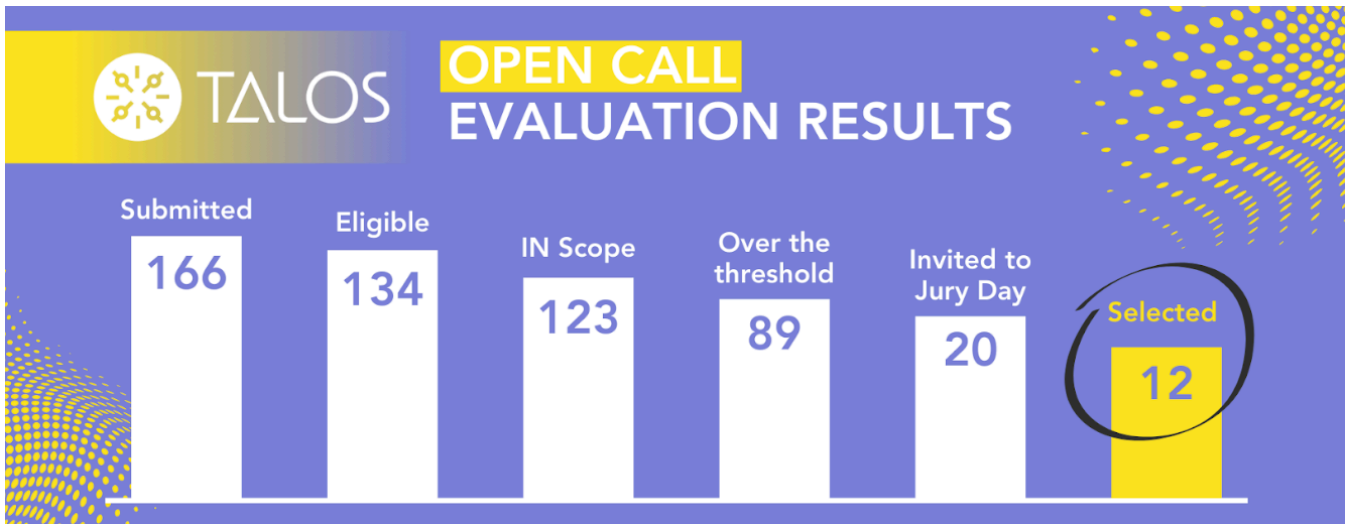 TALOS
OPEN CALL
EVALUATION RESULTS
Submitted
166
Eligible
134
IN Scope
123
Over the
threshold
89
Invited to
Jury Day
20
Selected
12